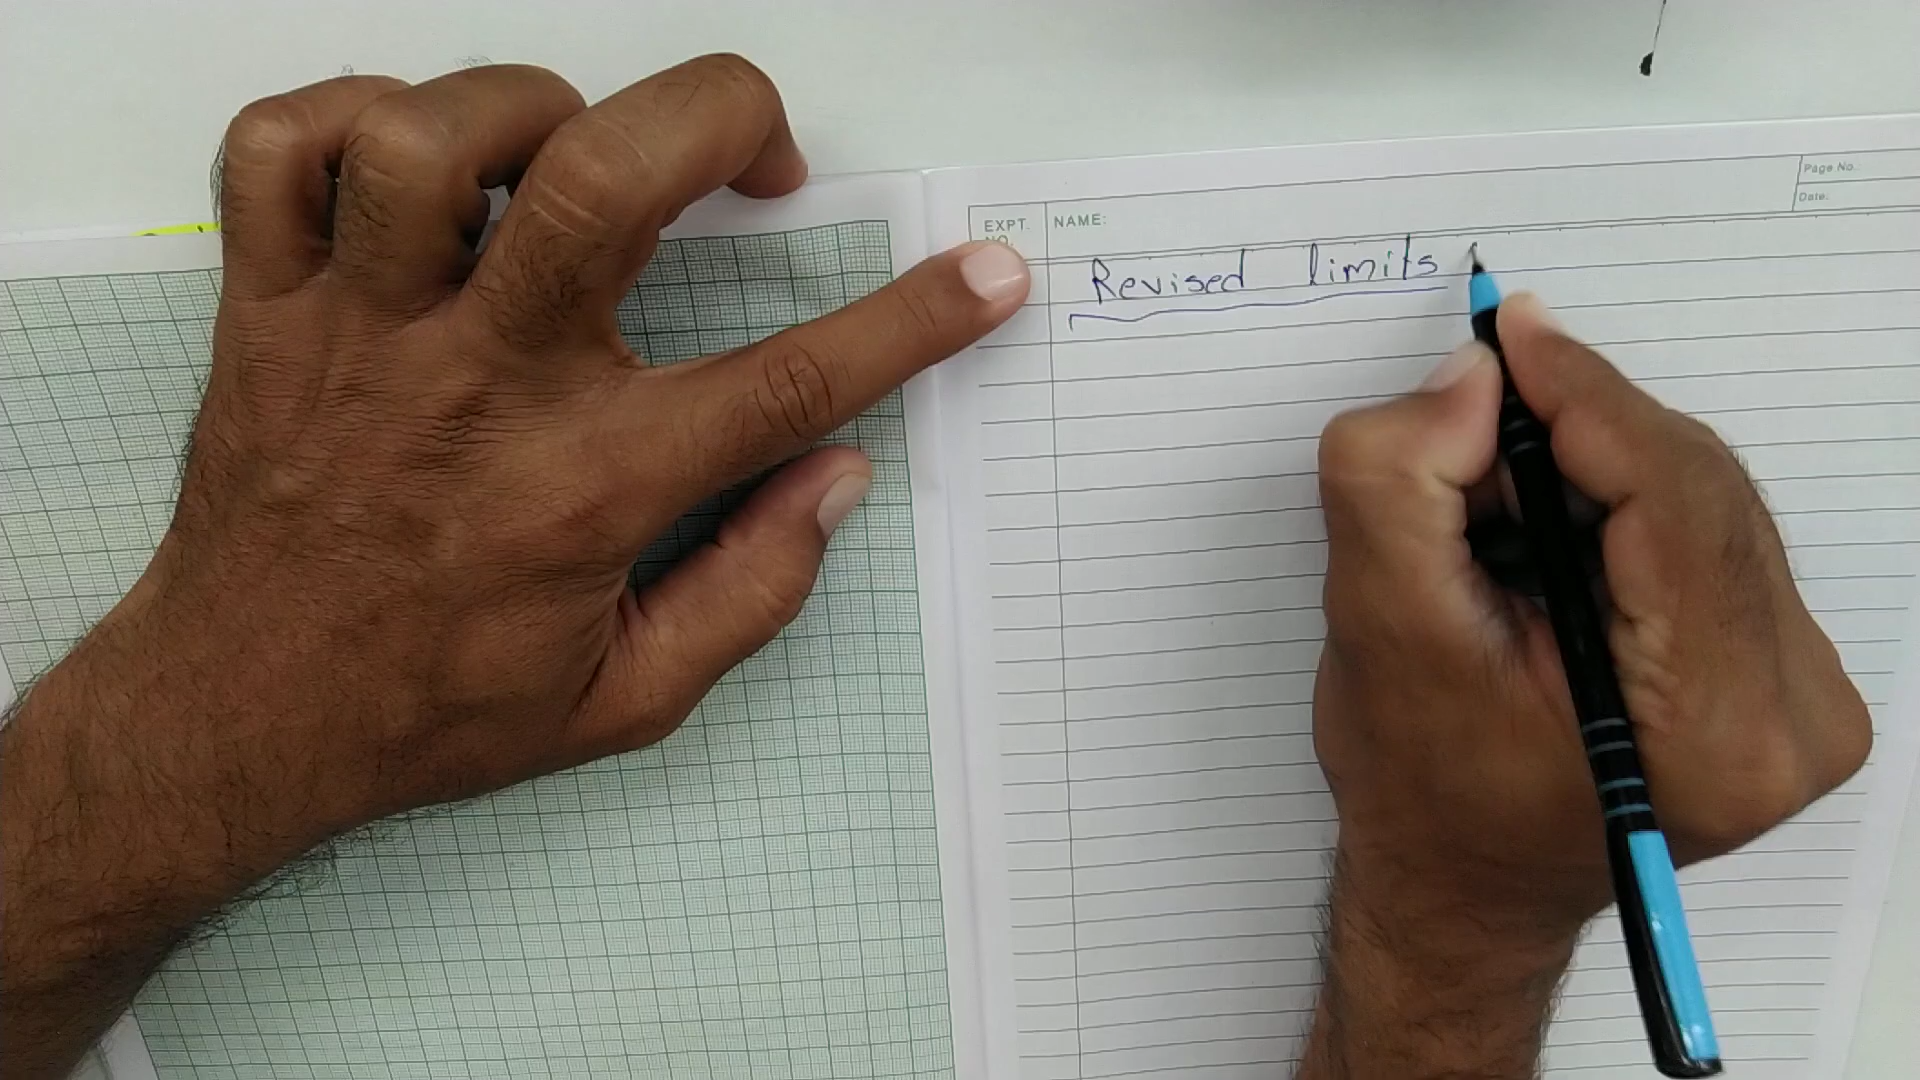 Page No.:
Date:
EXPT. NO.
NAME:
Revised limits